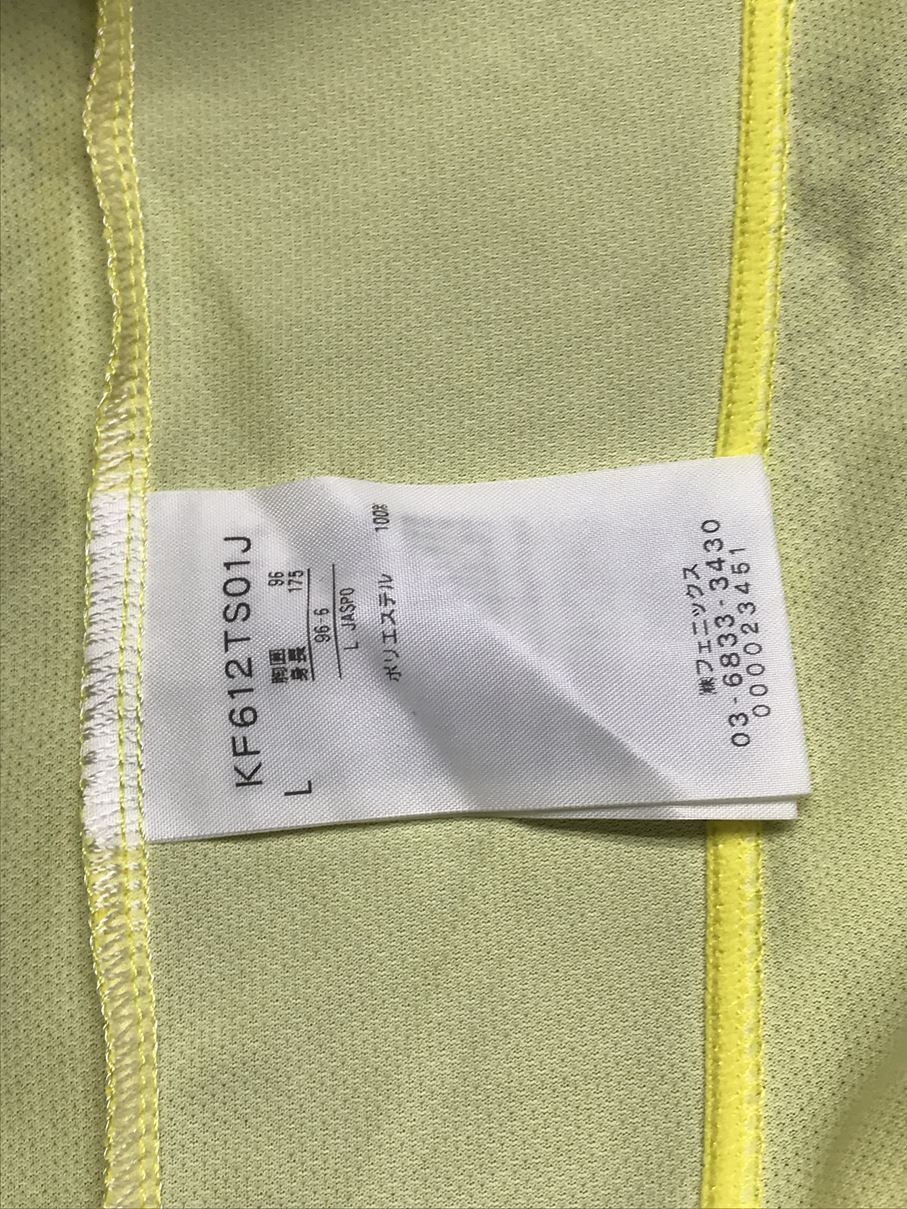 KF612TS01J
L
胸囲 96
身長 175
96-6
L JASPO
ポリエステル 100%
㈱フェニックス
03-6833-3430
0000023451